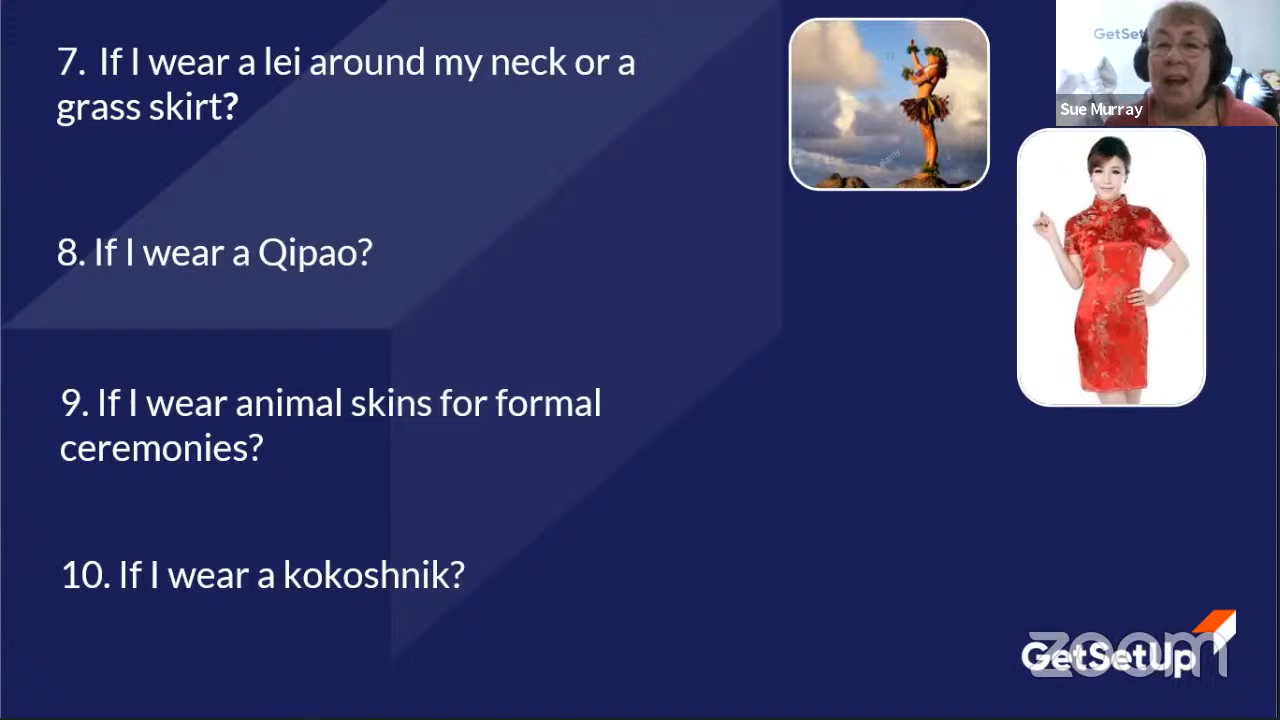 7. If I wear a lei around my neck or a
grass skirt?
GetSet
Sue Murray
8. If I wear a Qipao?
9. If I wear animal skins for formal
ceremonies?
10. If I wear a kokoshnik?
zoom
GetSetUp